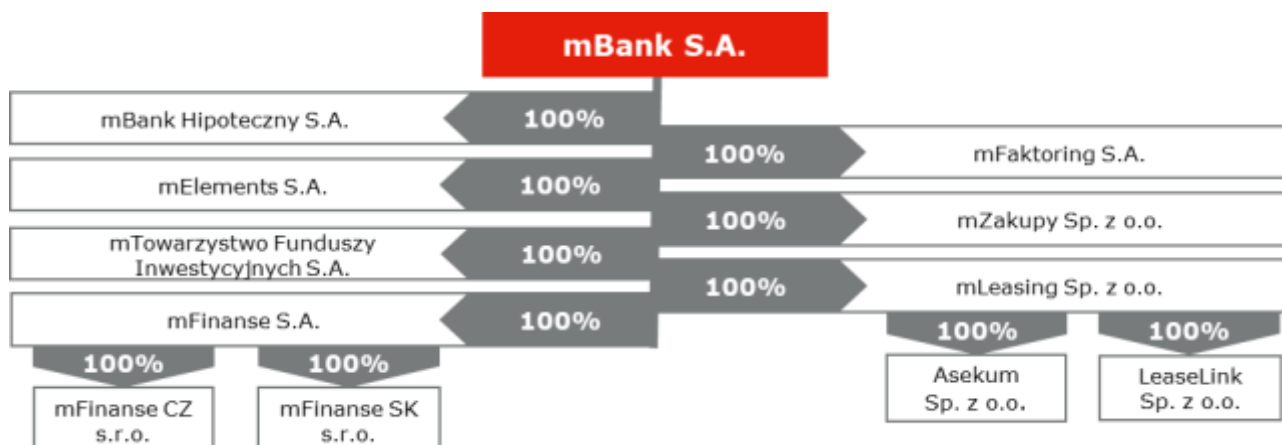 mBank S.A.
mBank Hipoteczny S.A.
100%
100%
mFaktoring S.A.
mElements S.A.
100%
100%
mZakupy Sp. z o.o.
mTowarzystwo Funduszy
Inwestycyjnych S.A.
100%
100%
mLeasing Sp. z o.o.
mFinanse S.A.
100%
100%
100%
100%
100%
mFinanse CZ
s.r.o.
mFinanse SK
s.r.o.
Asekum
Sp. z o.o.
LeaseLink
Sp. z o.o.